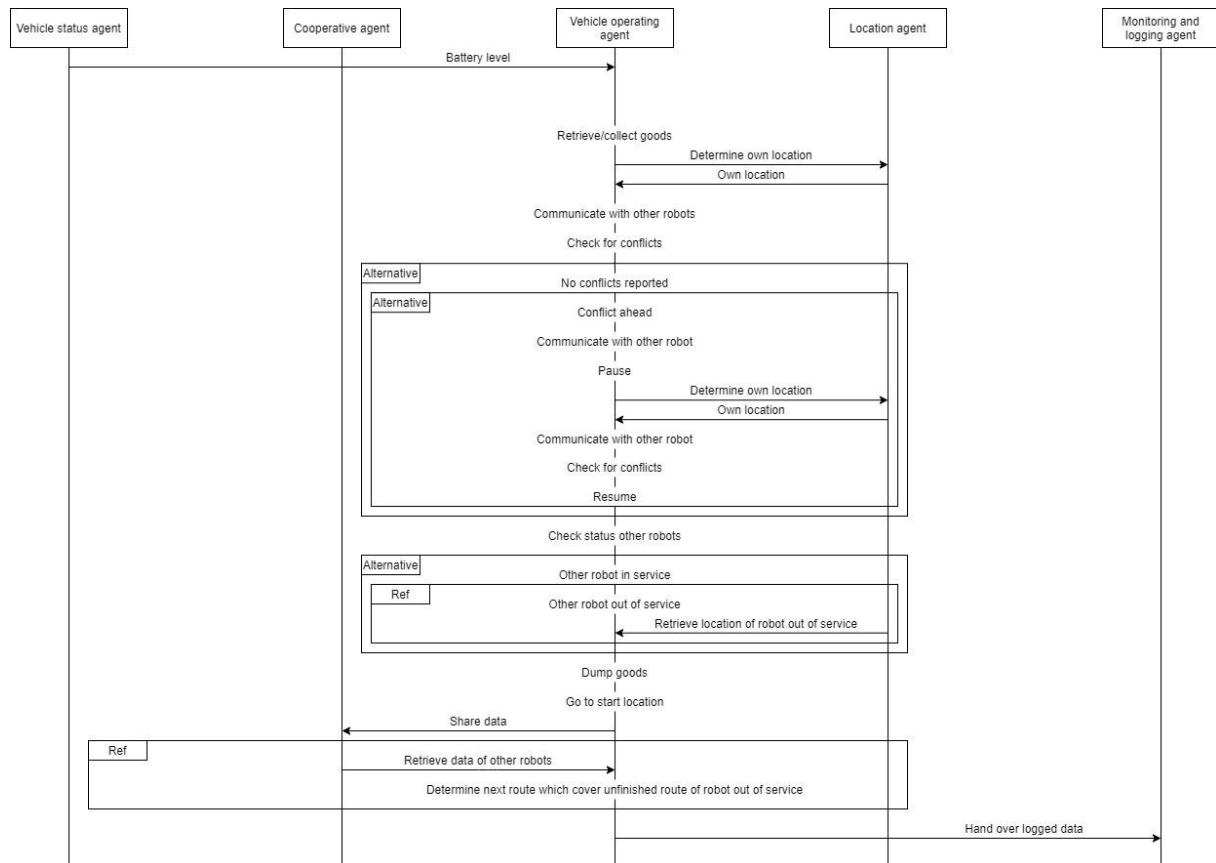 Vehicle status agent
Cooperative agent
Vehicle operating
agent
Location agent
Monitoring and
logging agent
Battery level
Retrieve/collect goods
Determine own location
Own location
Communicate with other robots
Check for conflicts
Alternative
No conflicts reported
Alternative
Conflict ahead
Communicate with other robot
Pause
Determine own location
Own location
Communicate with other robot
Check for conflicts
Resume
Check status other robots
Alternative
Other robot in service
Ref
Other robot out of service
Retrieve location of robot out of service
Dump goods
Go to start location
Share data
Ref
Retrieve data of other robots
Determine next route which cover unfinished route of robot out of service
Hand over logged data